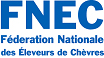 FNEC
Fédération Nationale
des Éleveurs de Chèvres